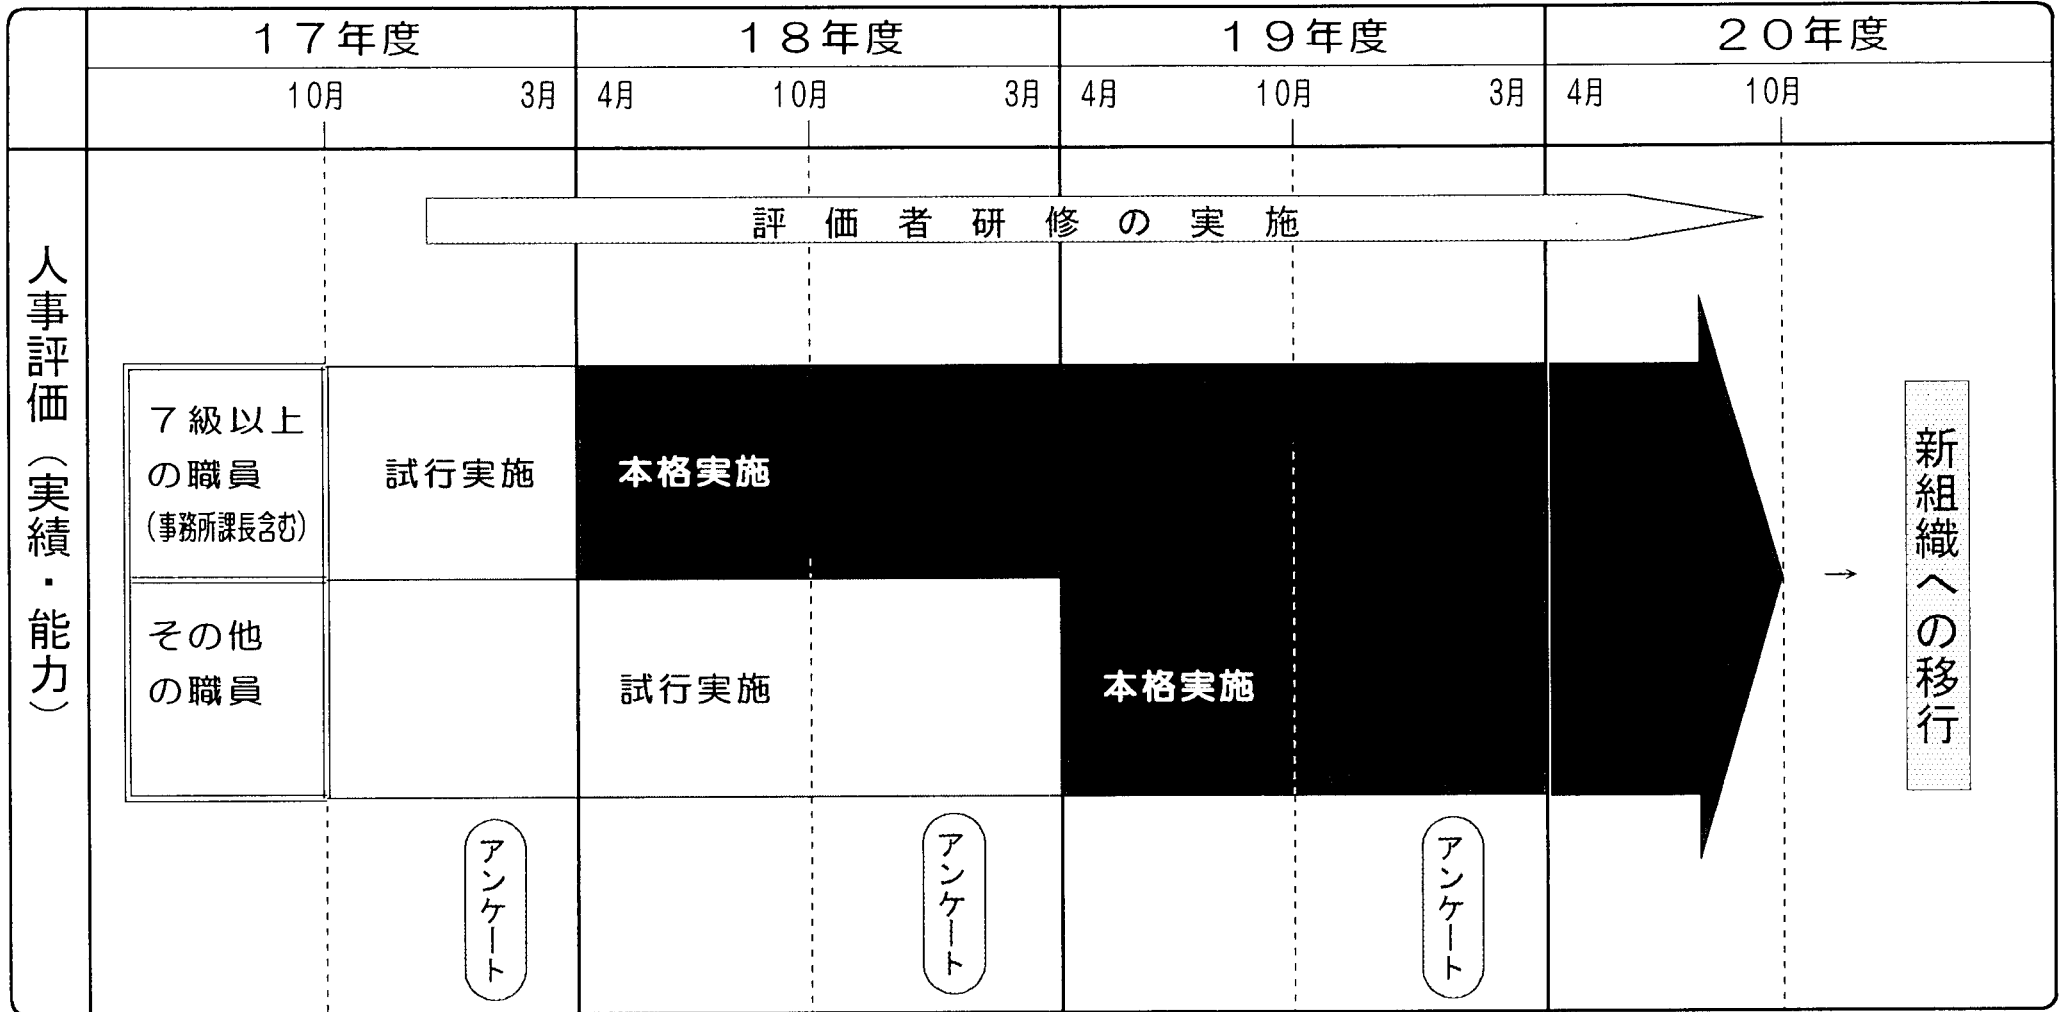 １７年度
１８年度
１９年度
２０年度
10月
3月
4月
10月
3月
4月
10月
3月
4月
10月
人事評価（実績・能力）
評価者研修の実施
７級以上
の職員
（事務所課長含む）
試行実施
本格実施
その他
の職員
試行実施
本格実施
→
新組織への移行
アンケート
アンケート
アンケート